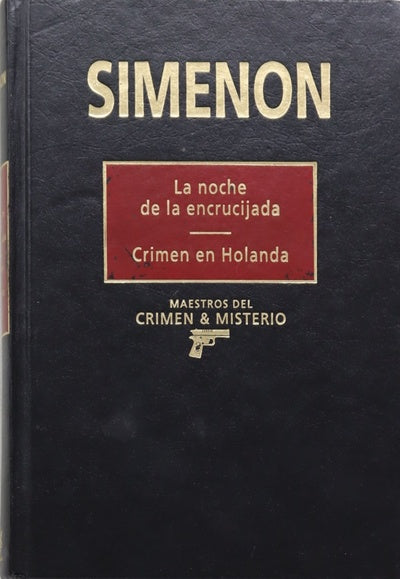 SIMENON
La noche
de la encrucijada
Crimen en Holanda
MAESTROS DEL
CRIMEN & MISTERIO